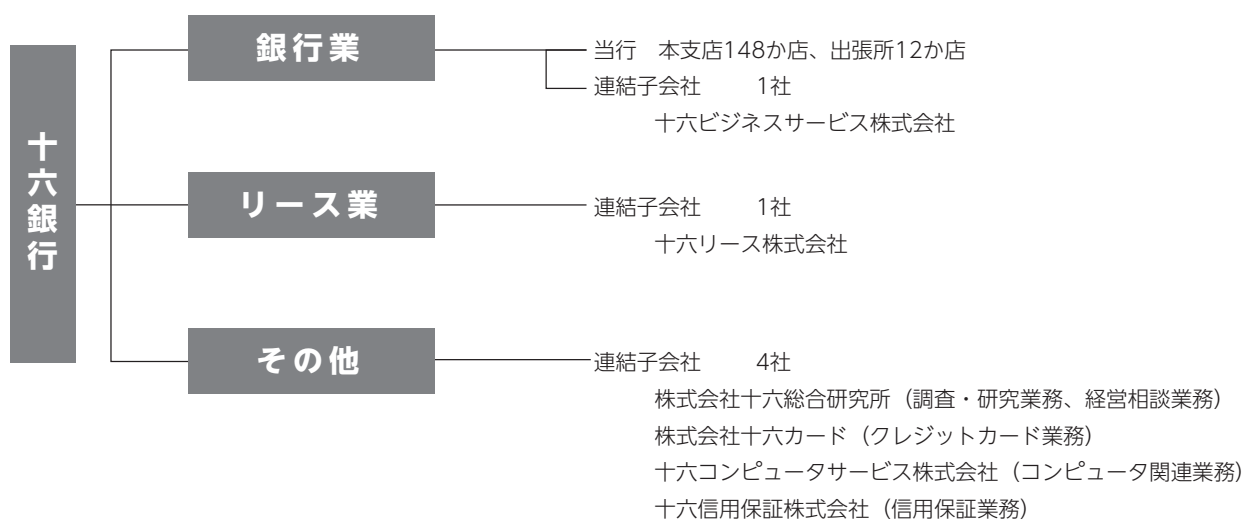 十六銀行
銀行業
当行　本支店148か店、出張所12か店
連結子会社　　1社
十六ビジネスサービス株式会社
リース業
連結子会社　　1社
十六リース株式会社
その他
連結子会社　　4社
株式会社十六総合研究所（調査・研究業務、経営相談業務）
株式会社十六カード（クレジットカード業務）
十六コンピュータサービス株式会社（コンピュータ関連業務）
十六信用保証株式会社（信用保証業務）